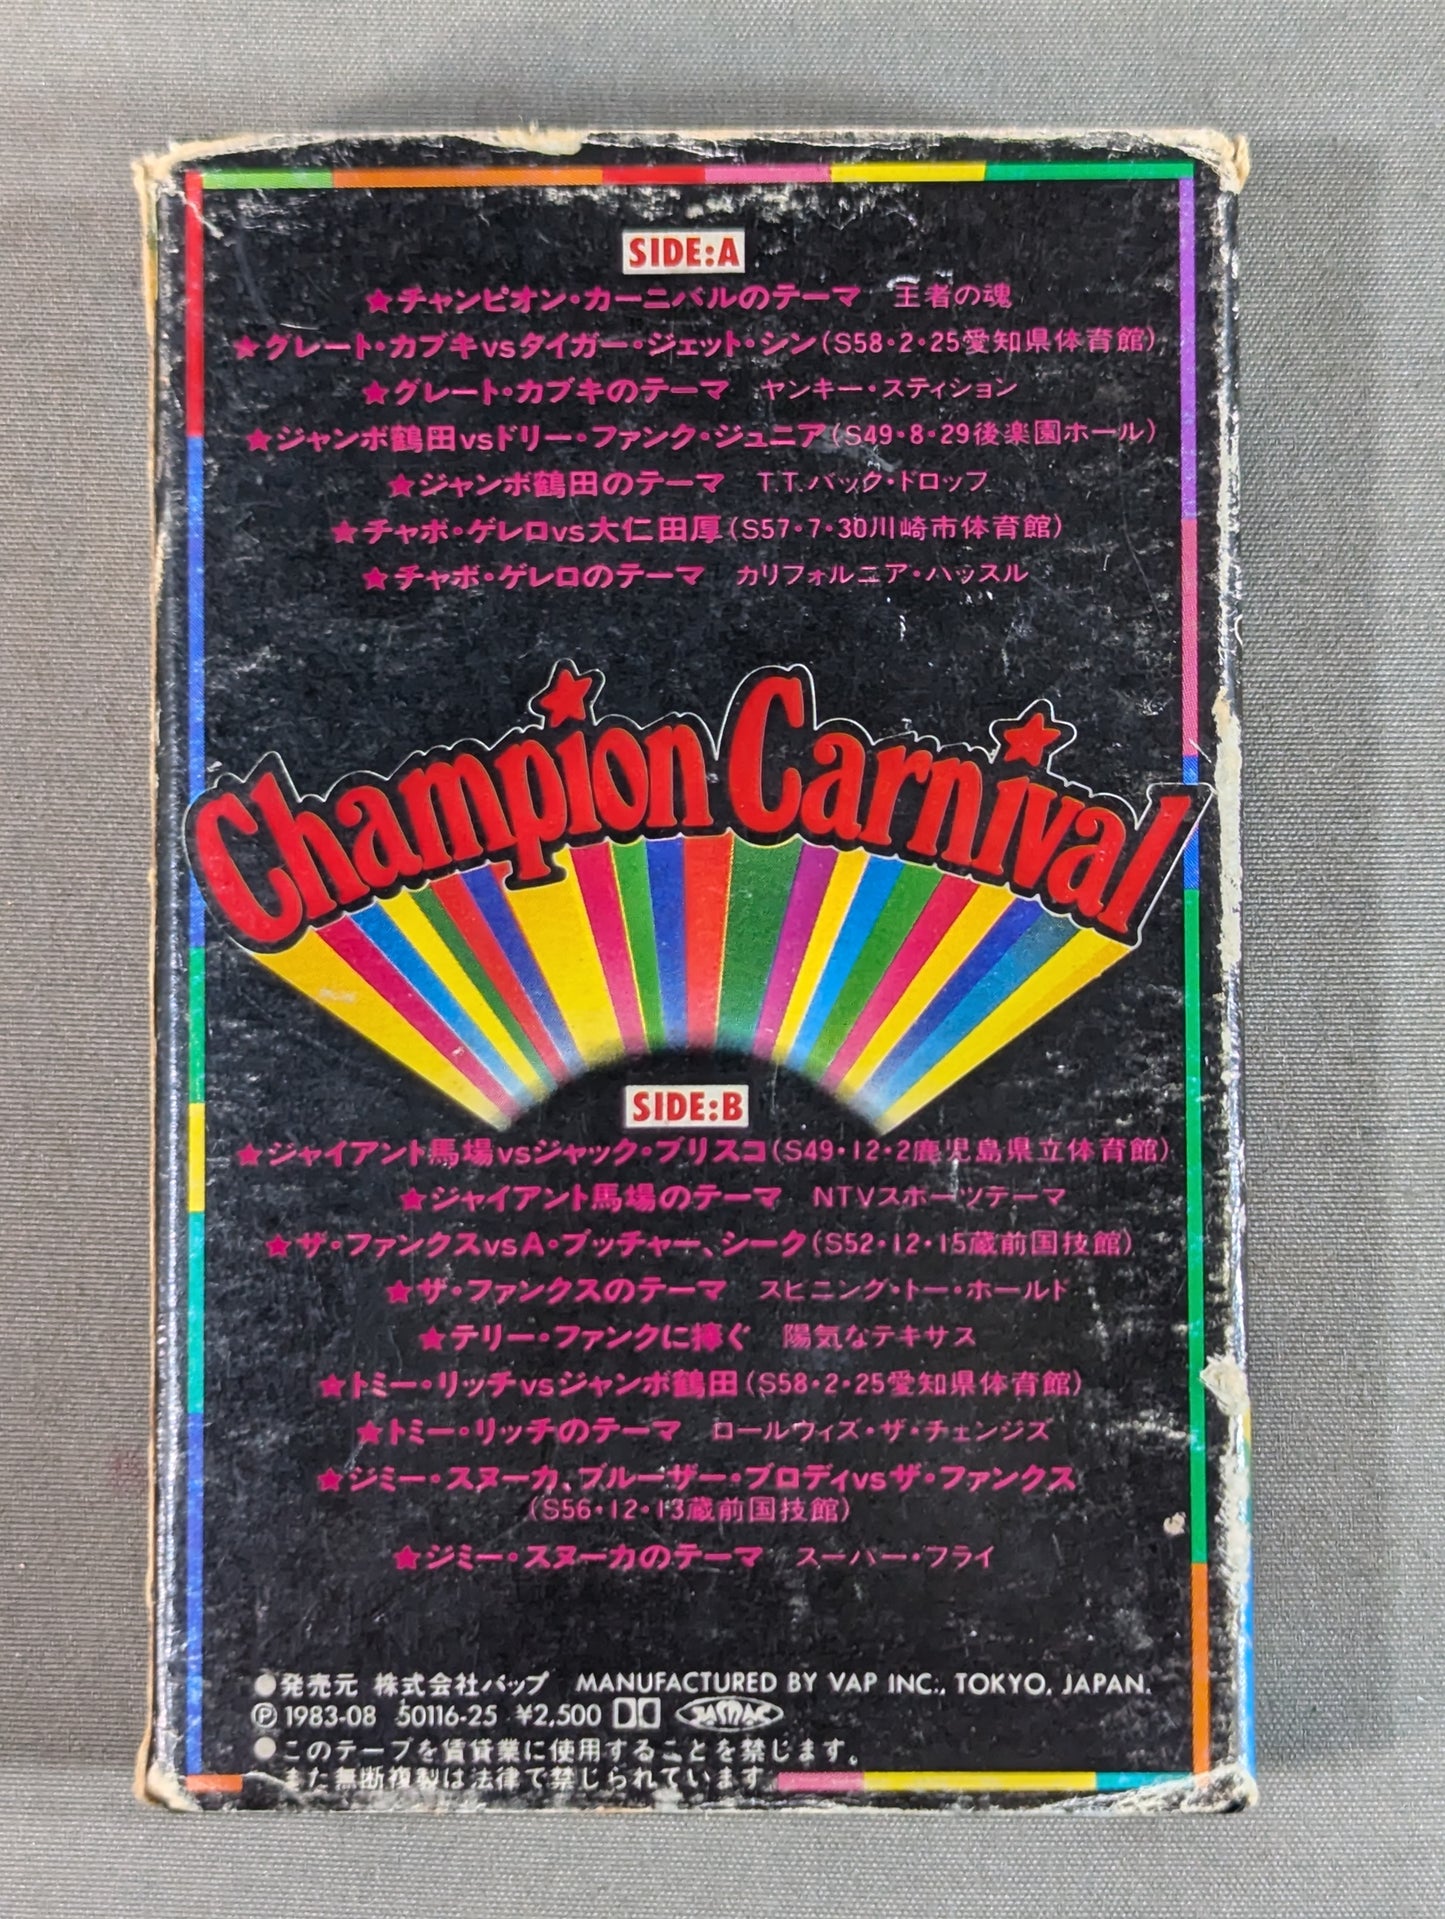 SIDE:A
★チャンピオン・カーニバルのテーマ 王者の魂
★グレート・カブキvsタイガー・ジェット・シン(S58・2・25愛知県体育館)
★グレート・カブキのテーマ ヤンキー・スティション
★ジャンボ鶴田vsドリー・ファンク・ジュニア(S49・8・29後楽園ホール)
★ジャンボ鶴田のテーマ T.T.バック・ドロップ
★チャボ・ゲレロvs大仁田厚(S57・7・30川崎市体育館)
★チャボ・ゲレロのテーマ カリフォルニア・ハッスル
Champion Carnival
SIDE:B
★ジャイアント馬場vsジャック・ブリスコ(S49・12・2鹿児島県立体育館)
★ジャイアント馬場のテーマ NTVスポーツテーマ
★ザ・ファンクスvsA・ブッチャー、シーク(S52・12・15蔵前国技館)
★ザ・ファンクスのテーマ スピニング・トー・ホールド
★テリー・ファンクに捧ぐ 陽気なテキサス
★トミー・リッチvsジャンボ鶴田(S58・2・25愛知県体育館)
★トミー・リッチのテーマ ロールウィズ・ザ・チェンジズ
★ジミー・スヌーカ、ブルーザー・ブロディvsザ・ファンクス
(S56・12・13蔵前国技館)
★ジミー・スヌーカのテーマ スーパー・フライ
●発売元 株式会社バップ MANUFACTURED BY VAP INC., TOKYO, JAPAN.
Ⓟ1983-08 50116-25 ¥2,500 JASRAC
●このテープを賃貸業に使用することを禁じます。
また無断複製は法律で禁じられています。